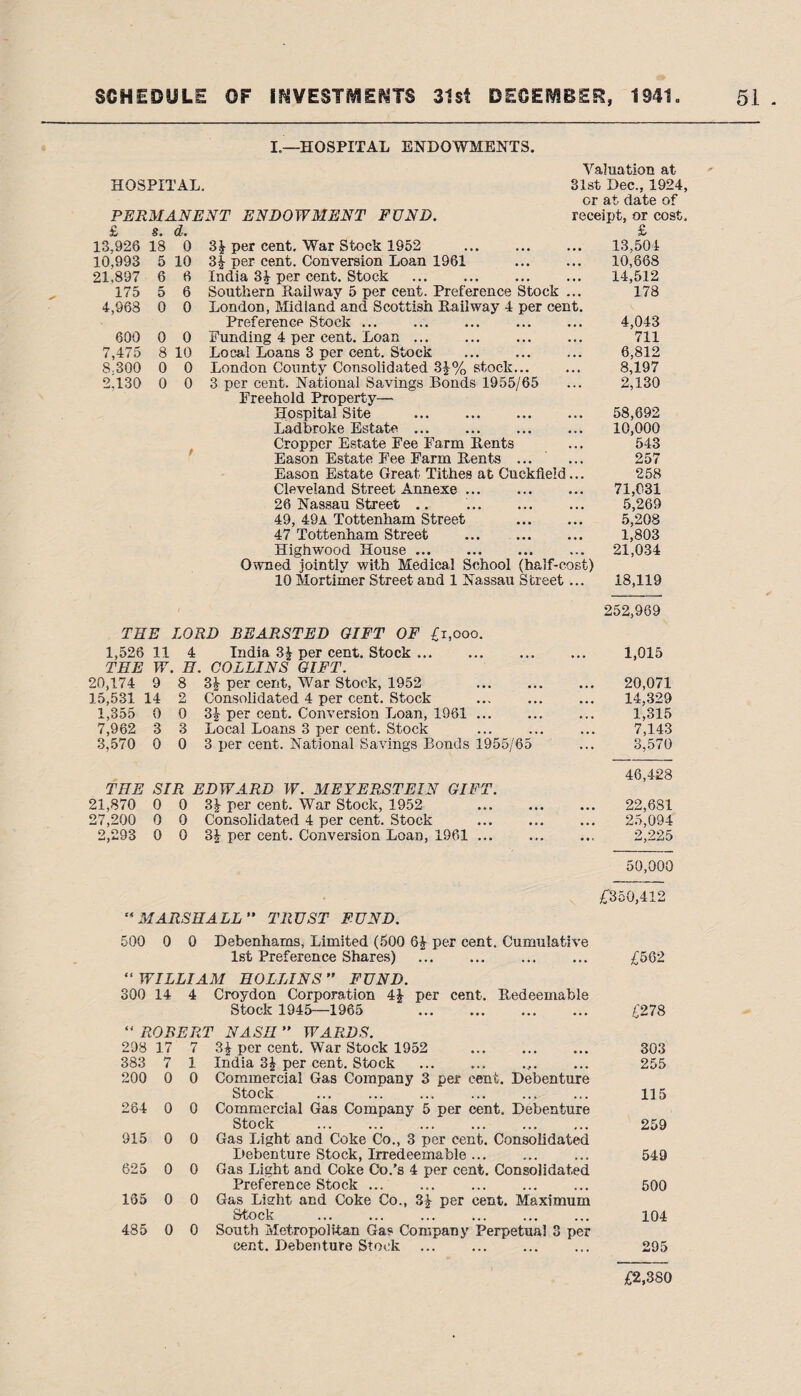 SCHEDULE OF INVESTMENTS 31st DECEMBER, 1941. 51
I.—HOSPITAL ENDOWMENTS.
HOSPITAL. Valuation at 31st Dec., 1924, or at date of receipt, or cost.
PERMANENT ENDOWMENT FUND.
£ s. d. £
13,926 18 0 3½ per cent. War Stock 1952 ... ... ... 13,504
10,993 5 10 3½ per cent. Conversion Loan 1961 ... ... 10,668
21,897 6 6 India 3½ per cent. Stock ... ... ... ... 14,512
175 5 6 Southern Railway 5 per cent. Preference Stock ... 178
4,968 0 0 London, Midland and Scottish Railway 4 per cent.
Preference Stock ... ... ... ... ... 4,043
600 0 0 Funding 4 per cent. Loan ... ... ... ... 711
7,475 8 10 Local Loans 3 per cent. Stock ... ... ... 6,812
8,300 0 0 London County Consolidated 3½% stock... ... 8,197
2,130 0 0 3 per cent. National Savings Bonds 1955/65 ... 2,130
Freehold Property—
Hospital Site ... ... ... ... 58,692
Ladbroke Estate ... ... ... ... 10,000
Cropper Estate Fee Farm Rents ... 543
Eason Estate Fee Farm Rents ... ... 257
Eason Estate Great Tithes at Cuckfield... 258
Cleveland Street Annexe ... ... ... 71,031
26 Nassau Street .. ... ... ... 5,269
49, 49A Tottenham Street ... ... 5,208
47 Tottenham Street ... ... ... 1,803
Highwood House ... ... ... ... 21,034
Owned jointly with Medical School (half-cost)
10 Mortimer Street and 1 Nassau Street ... 18,119
252,969
THE LORD BEARSTED GIFT OF £1,000.
1,526 11 4 India 3½ per cent. Stock ... ... ... ... 1,015
THE W. H. COLLINS GIFT.
20,174 9 8 3½ per cent, War Stock, 1952 ... ... ... 20,071
15,531 14 2 Consolidated 4 per cent. Stock ... ... ... 14,329
1,355 0 0 3½ per cent. Conversion Loan, 1961 ... ... ... 1,315
7,962 3 3 Local Loans 3 per cent. Stock ... ... ... 7,143
3,570 0 0 3 per cent. National Savings Bonds 1955/65 ... 3,570
46,428
THE SIR EDWARD W. MEYERSTEIN GIFT.
21,870 0 0 3½ per cent. War Stock, 1952 ... ... ... 22,681
27,200 0 0 Consolidated 4 per cent. Stock ... ... ... 25,094
2,293 0 0 3½ per cent. Conversion Loan, 1961 ... ... ... 2,225
50,000
£350,412
"MARSHALL" TRUST FUND.
500 0 0 Debenhams, Limited (500 6½ per cent. Cumulative
1st Preference Shares) ... ... ... ... £562
"WILLIAM HOLLINS" FUND.
300 14 4 Croydon Corporation 4½ per cent. Redeemable
Stock 1945—1965 ... ... ... ... £278
"ROBERT NASH" WARDS.
298 17 7 3½ per cent. War Stock 1952 ... ... ... 303
383 7 1 India 3½ per cent. Stock ... ... ... ... 255
200 0 0 Commercial Gas Company 3 per cent. Debenture
Stock ... ... ... ... ... ... 115
264 0 0 Commercial Gas Company 5 per cent. Debenture
Stock ... ... ... ... ... ... 259
915 0 0 Gas Light and Coke Co., 3 per cent. Consolidated
Debenture Stock, Irredeemable ... ... ... 549
625 0 0 Gas Light and Coke Co.'s 4 per cent. Consolidated
Preference Stock ... ... ... ... ... 500
165 0 0 Gas Light and Coke Co., 3½ per cent. Maximum
Stock ... ... ... ... ... ... 104
485 0 0 South Metropolitan Gas Company Perpetual 3 per
cent. Debenture Stock ... ... ... ... 295
£2,380